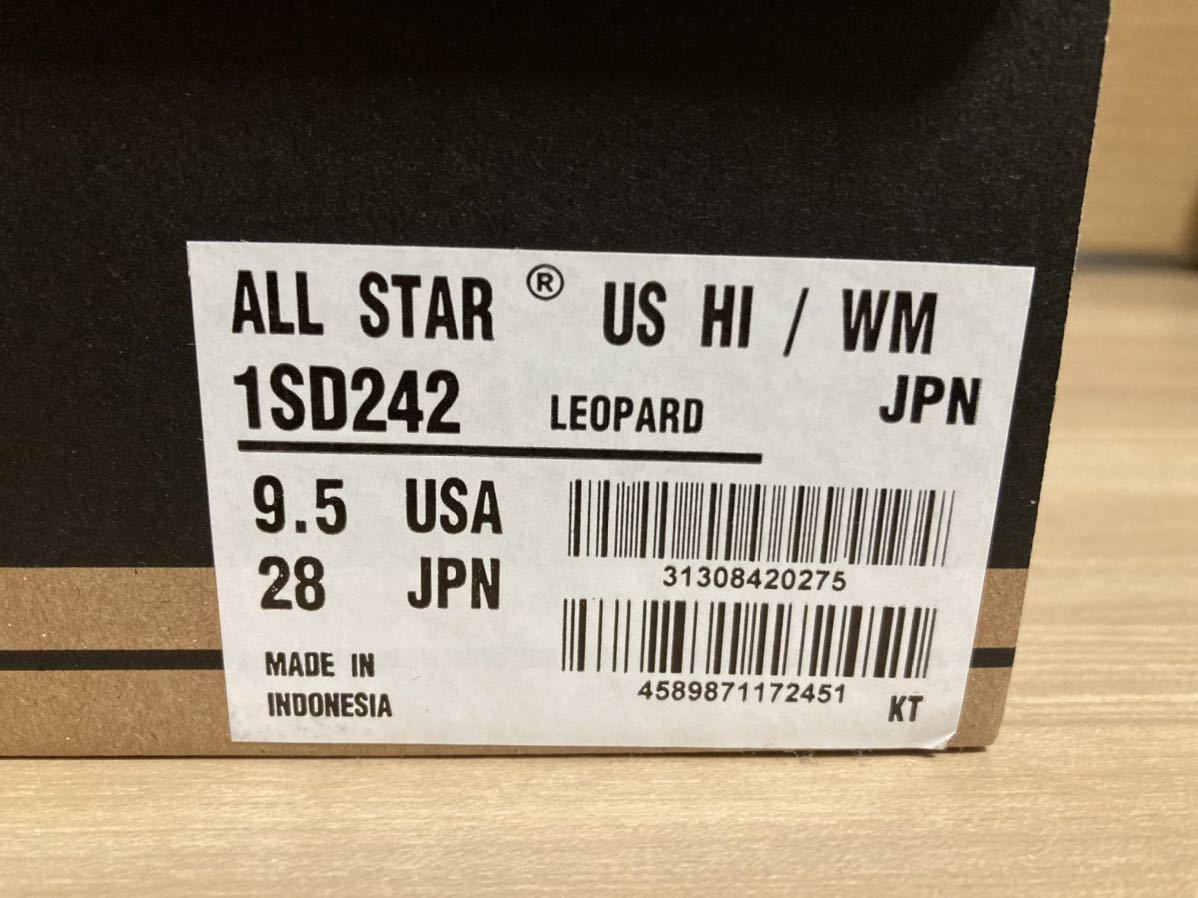 ALL STAR ® US HI / WM
1SD242 LEOPARD JPN
9.5 USA
28 JPN
31308420275
MADE IN
INDONESIA
4589871172451
KT